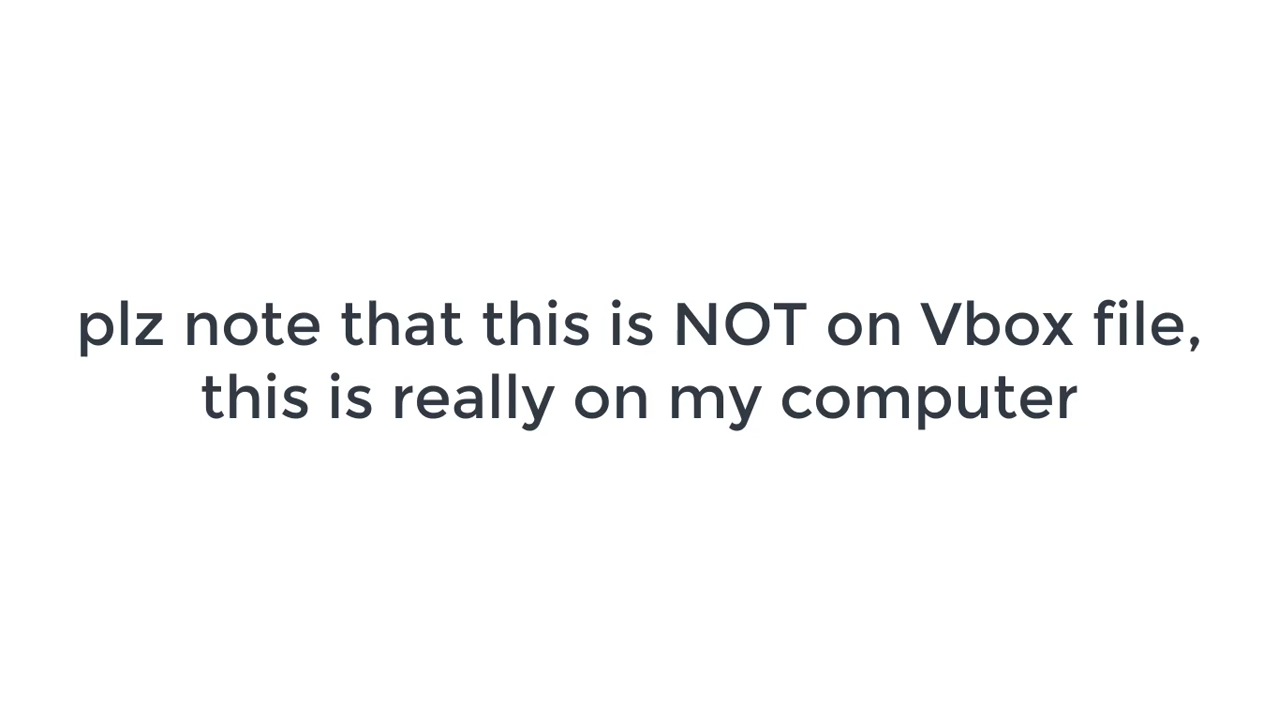 plz note that this is NOT on Vbox file,
this is really on my computer